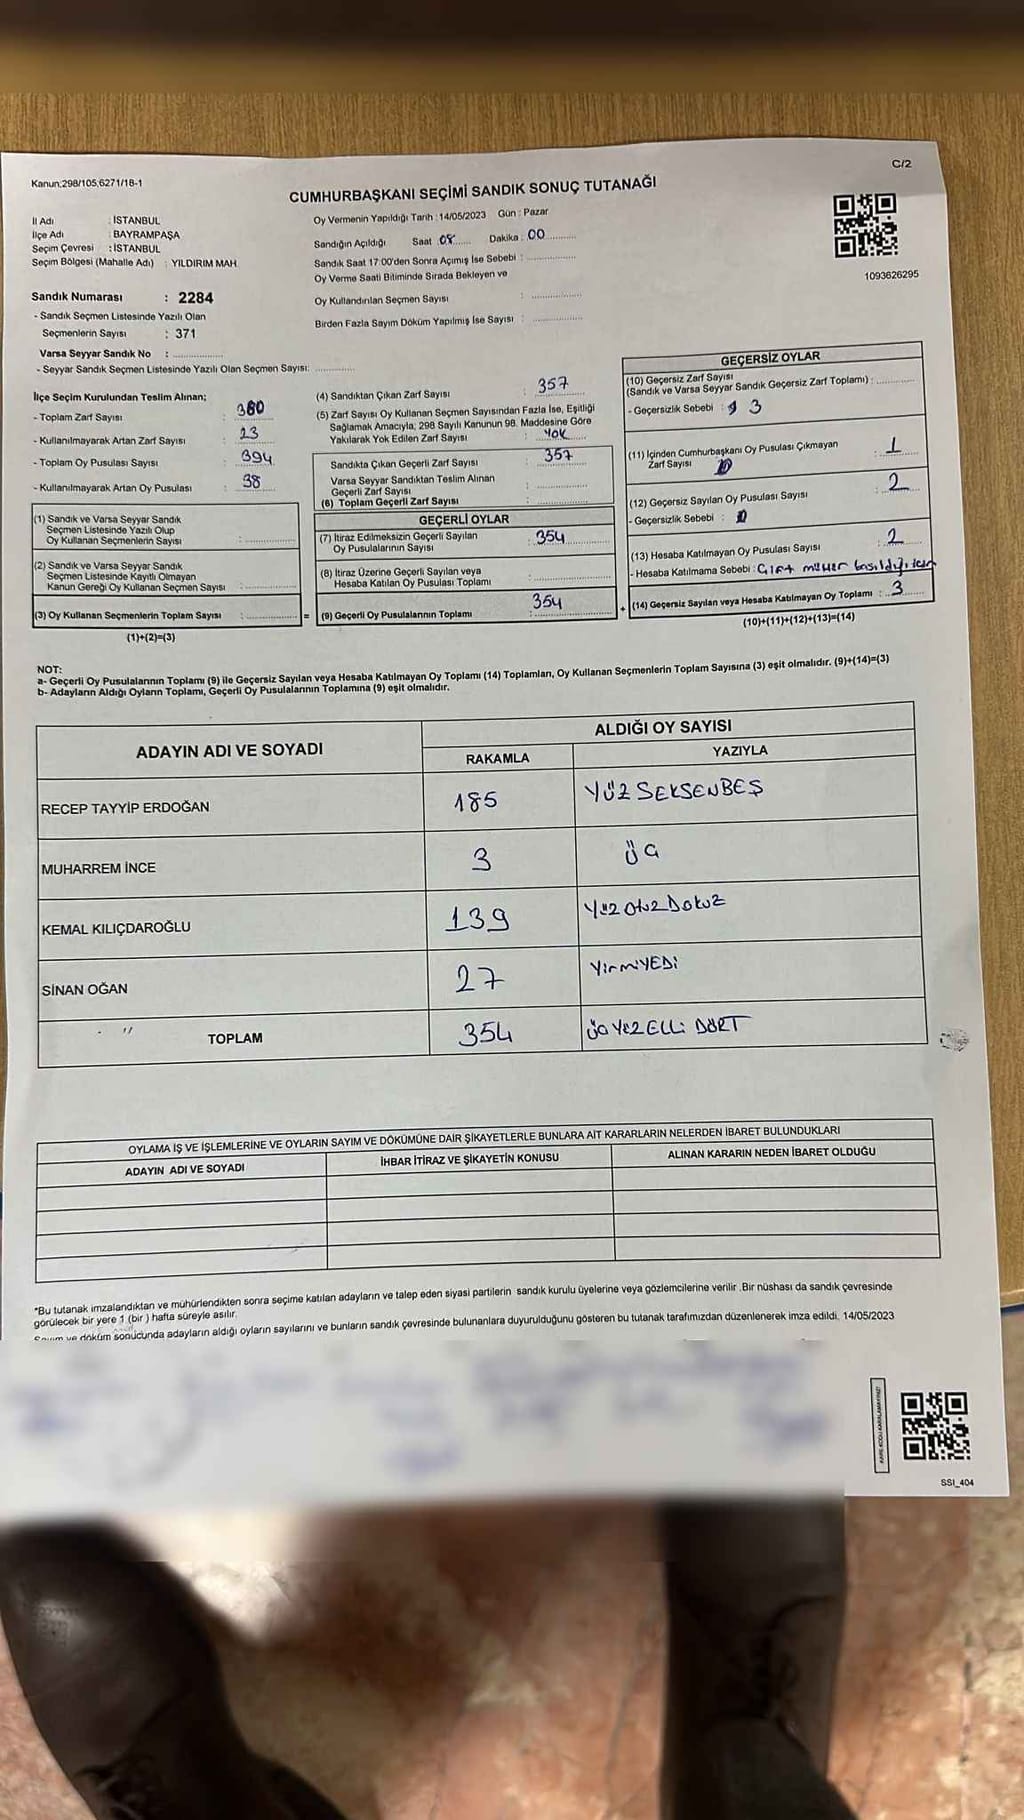 Kanun:298/105,6271/18-1
C/2
CUMHURBAŞKANI SEÇİMİ SANDIK SONUÇ TUTANAĞI
İl Adı : İSTANBUL
İlçe Adı : BAYRAMPAŞA
Seçim Çevresi : İSTANBUL
Seçim Bölgesi (Mahalle Adı) : YILDIRIM MAH.
Oy Vermenin Yapıldığı Tarih : 14/05/2023 Gün : Pazar
Sandığın Açıldığı Saat 08 Dakika : 00
Sandık Saat 17:00'den Sonra Açımış İse Sebebi :
Oy Verme Saati Bitiminde Sırada Bekleyen ve
Oy Kullandırılan Seçmen Sayısı :
Birden Fazla Sayım Döküm Yapılmış İse Sayısı :
1093626295
Sandık Numarası : 2284
- Sandık Seçmen Listesinde Yazılı Olan
Seçmenlerin Sayısı : 371
Varsa Seyyar Sandık No :
- Seyyar Sandık Seçmen Listesinde Yazılı Olan Seçmen Sayısı:
İlçe Seçim Kurulundan Teslim Alınan;
- Toplam Zarf Sayısı : 380
- Kullanılmayarak Artan Zarf Sayısı : 23
- Toplam Oy Pusulası Sayısı : 394
- Kullanılmayarak Artan Oy Pusulası : 38
(1) Sandık ve Varsa Seyyar Sandık
Seçmen Listesinde Yazılı Olup
Oy Kullanan Seçmenlerin Sayısı :
(2) Sandık ve Varsa Seyyar Sandık
Seçmen Listesinde Kayıtlı Olmayan
Kanun Gereği Oy Kullanan Seçmen Sayısı :
(3) Oy Kullanan Seçmenlerin Toplam Sayısı : =
(1)+(2)=(3)
(4) Sandıktan Çıkan Zarf Sayısı : 357
(5) Zarf Sayısı Oy Kullanan Seçmen Sayısından Fazla İse, Eşitliği
Sağlamak Amacıyla; 298 Sayılı Kanunun 98. Maddesine Göre
Yakılarak Yok Edilen Zarf Sayısı : YOK
Sandıkta Çıkan Geçerli Zarf Sayısı : 357
Varsa Seyyar Sandıktan Teslim Alınan
Geçerli Zarf Sayısı :
(6) Toplam Geçerli Zarf Sayısı :
GEÇERLİ OYLAR
(7) İtiraz Edilmeksizin Geçerli Sayılan
Oy Pusulalarının Sayısı : 354
(8) İtiraz Üzerine Geçerli Sayılan veya
Hesaba Katılan Oy Pusulası Toplamı :
(9) Geçerli Oy Pusulalarının Toplamı : 354 +
GEÇERSİZ OYLAR
(10) Geçersiz Zarf Sayısı
(Sandık ve Varsa Seyyar Sandık Geçersiz Zarf Toplamı) :
- Geçersizlik Sebebi : 3
(11) İçinden Cumhurbaşkanı Oy Pusulası Çıkmayan
Zarf Sayısı : 1
(12) Geçersiz Sayılan Oy Pusulası Sayısı : 2
- Geçersizlik Sebebi :
(13) Hesaba Katılmayan Oy Pusulası Sayısı : 2
- Hesaba Katılmama Sebebi : Çift mühür basıldığı için
(14) Geçersiz Sayılan veya Hesaba Katılmayan Oy Toplamı : 3
(10)+(11)+(12)+(13)=(14)
NOT:
a- Geçerli Oy Pusulalarının Toplamı (9) ile Geçersiz Sayılan veya Hesaba Katılmayan Oy Toplamı (14) Toplamları, Oy Kullanan Seçmenlerin Toplam Sayısına (3) eşit olmalıdır. (9)+(14)=(3)
b- Adayların Aldığı Oyların Toplamı, Geçerli Oy Pusulalarının Toplamına (9) eşit olmalıdır.
ADAYIN ADI VE SOYADI
ALDIĞI OY SAYISI
RAKAMLA YAZIYLA
RECEP TAYYİP ERDOĞAN 185 YÜZ SEKSENBEŞ
MUHARREM İNCE 3 ÜÇ
KEMAL KILIÇDAROĞLU 139 Yüz Otuz Dokuz
SİNAN OĞAN 27 YirmiYEDİ
TOPLAM 354 ÜÇ YÜZ ELLİ DÖRT
OYLAMA İŞ VE İŞLEMLERİNE VE OYLARIN SAYIM VE DÖKÜMÜNE DAİR ŞİKAYETLERLE BUNLARA AİT KARARLARIN NELERDEN İBARET BULUNDUKLARI
ADAYIN ADI VE SOYADI İHBAR İTİRAZ VE ŞİKAYETİN KONUSU ALINAN KARARIN NEDEN İBARET OLDUĞU
*Bu tutanak imzalandıktan ve mühürlendikten sonra seçime katılan adayların ve talep eden siyasi partilerin sandık kurulu üyelerine veya gözlemcilerine verilir .Bir nüshası da sandık çevresinde
görülecek bir yere 1 (bir ) hafta süreyle asılır.
Sayım ve döküm sonucunda adayların aldığı oyların sayılarını ve bunların sandık çevresinde bulunanlara duyurulduğunu gösteren bu tutanak tarafımızdan düzenlenerek imza edildi. 14/05/2023
SSI_404